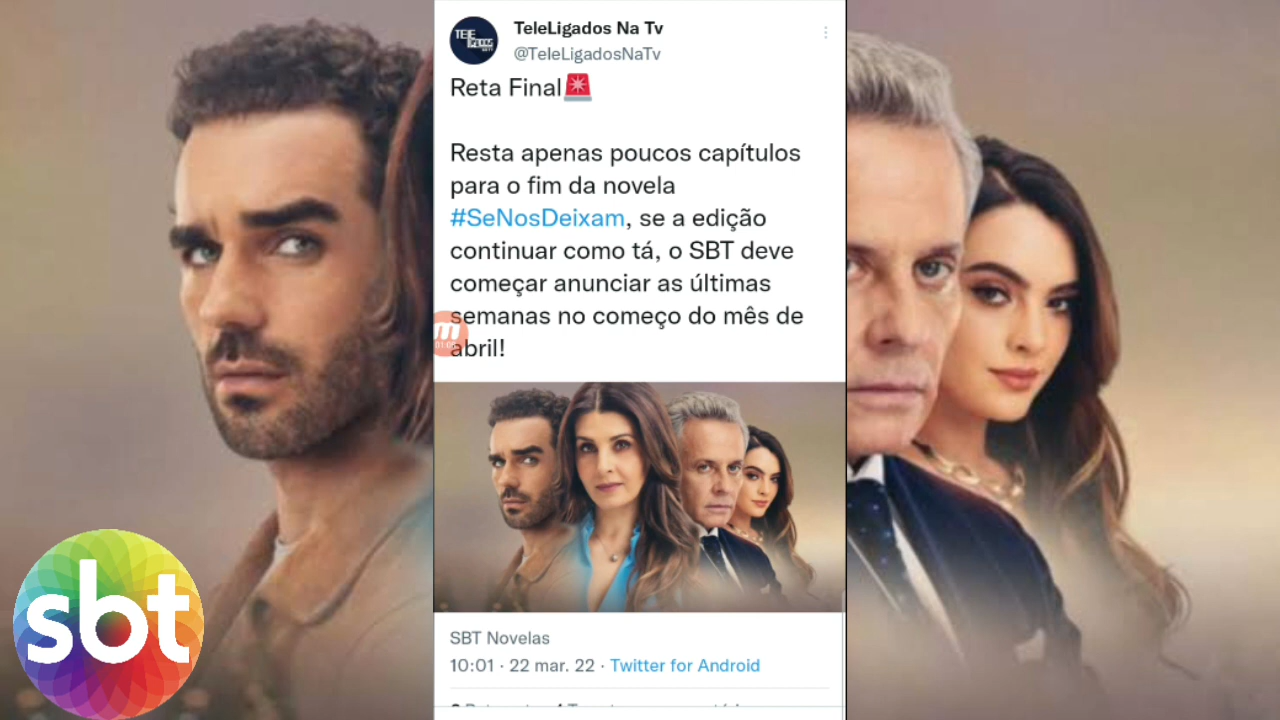 TELE
LIGADOS
TeleLigados Na Tv
@TeleLigadosNaTv
Reta Final🚨
Resta apenas poucos capítulos
para o fim da novela
#SeNosDeixam, se a edição
continuar como tá, o SBT deve
começar anunciar as últimas
semanas no começo do mês de
abril!
m
SBT Novelas
10:01 · 22 mar. 22 · Twitter for Android
sbt